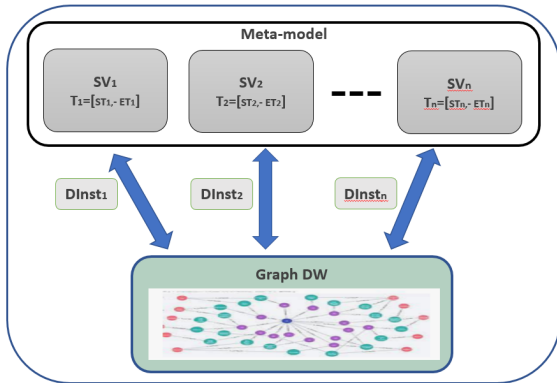 Meta-model
SV1
T1=[ST1,- ET1]
SV2
T2=[ST2,- ET2]
SVn
Tn=[STn,- ETn]
DInst1
DInst2
DInstn
Graph DW